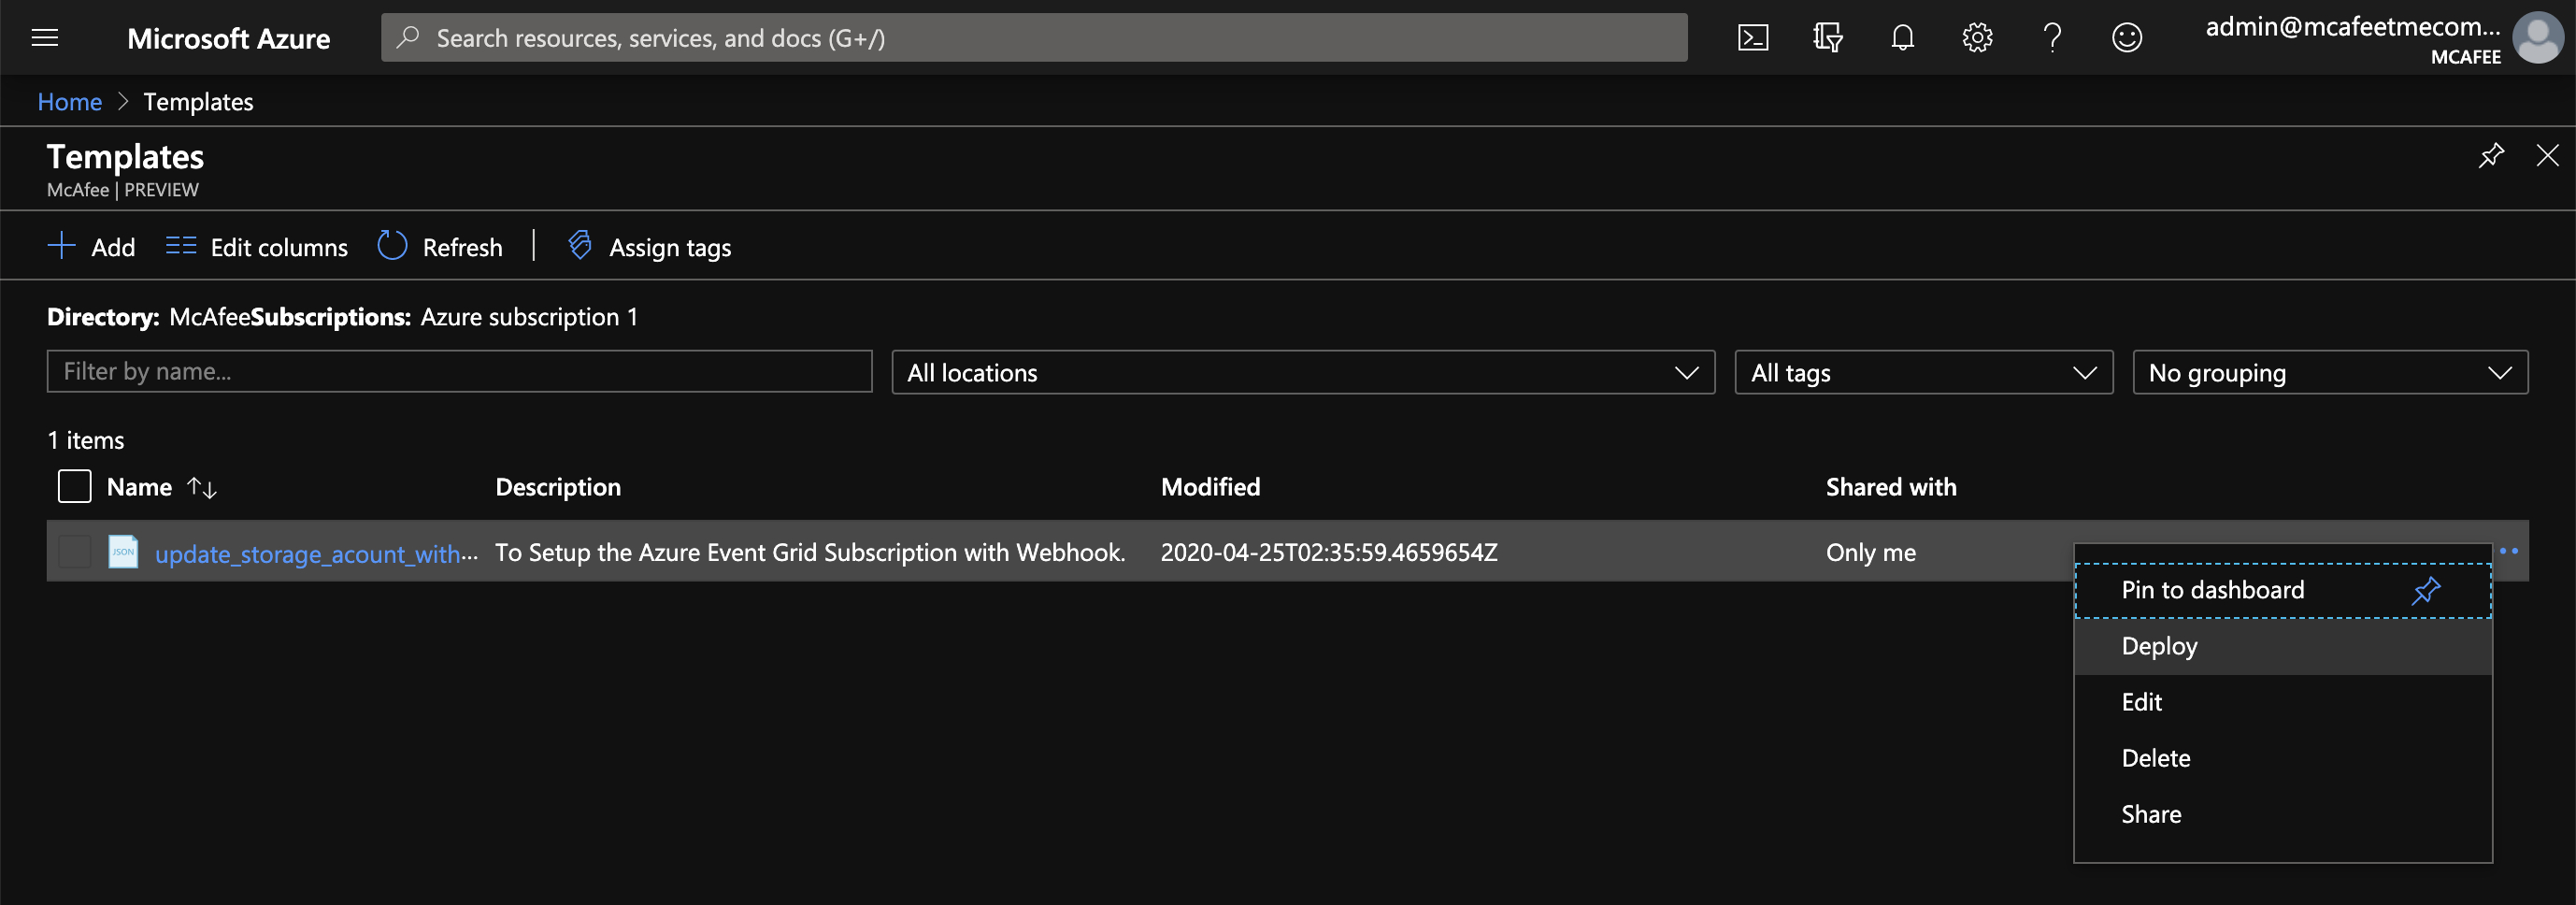 Microsoft Azure
Search resources, services, and docs (G+/)
admin@mcafeetmecom...
MCAFEE
Home > Templates
Templates
McAfee | PREVIEW
Add
Edit columns
Refresh
Assign tags
Directory: McAfeeSubscriptions: Azure subscription 1
Filter by name...
All locations
All tags
No grouping
1 items
Name
Description
Modified
Shared with
JSON
update_storage_acount_with...
To Setup the Azure Event Grid Subscription with Webhook.
2020-04-25T02:35:59.4659654Z
Only me
Pin to dashboard
Deploy
Edit
Delete
Share